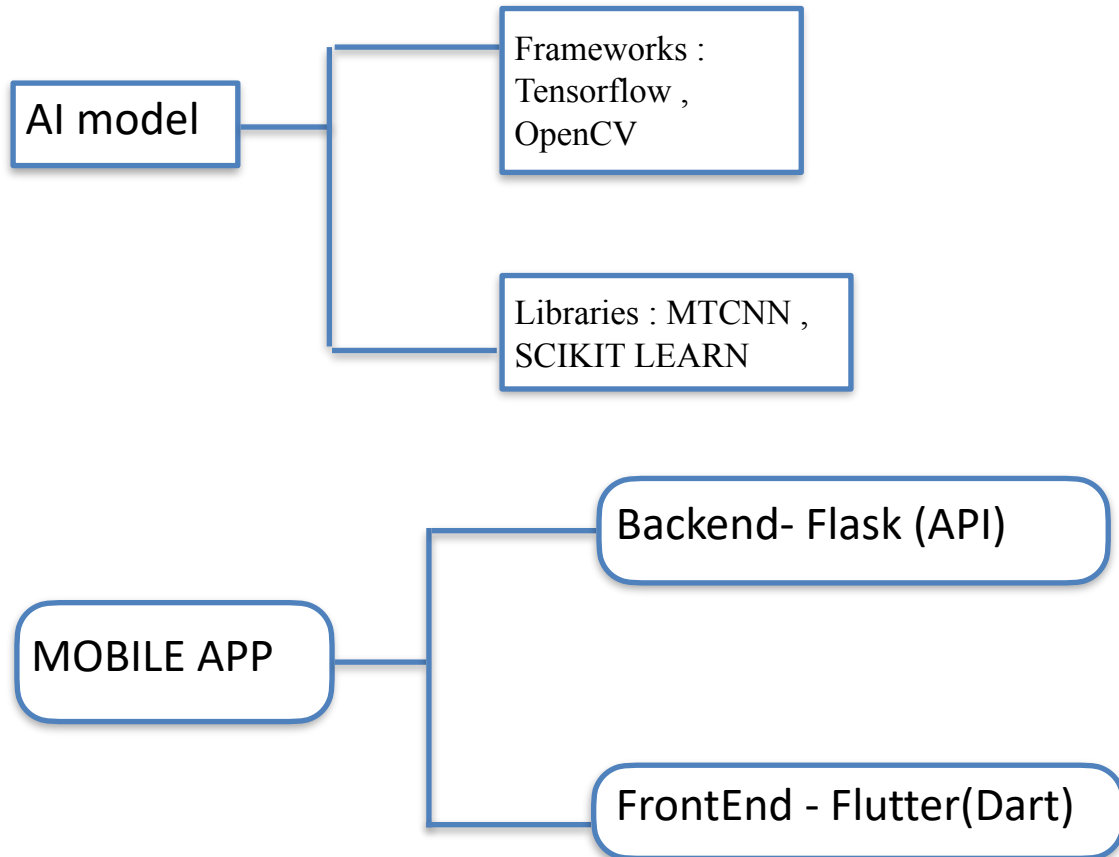 AI model
Frameworks :
Tensorflow ,
OpenCV
Libraries : MTCNN ,
SCIKIT LEARN
MOBILE APP
Backend- Flask (API)
FrontEnd - Flutter(Dart)